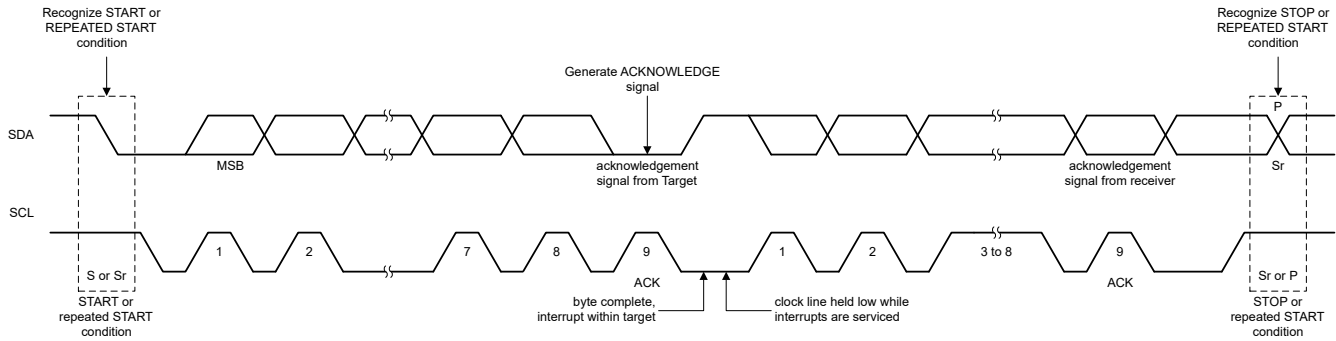 Recognize START or
REPEATED START
condition
Recognize STOP or
REPEATED START
condition
Generate ACKNOWLEDGE
signal
P
SDA
MSB
acknowledgement
signal from Target
acknowledgement
signal from receiver
Sr
SCL
1
2
7
8
9
1
2
3 to 8
9
S or Sr
ACK
ACK
Sr or P
START or
repeated START
condition
byte complete,
interrupt within target
clock line held low while
interrupts are serviced
STOP or
repeated START
condition